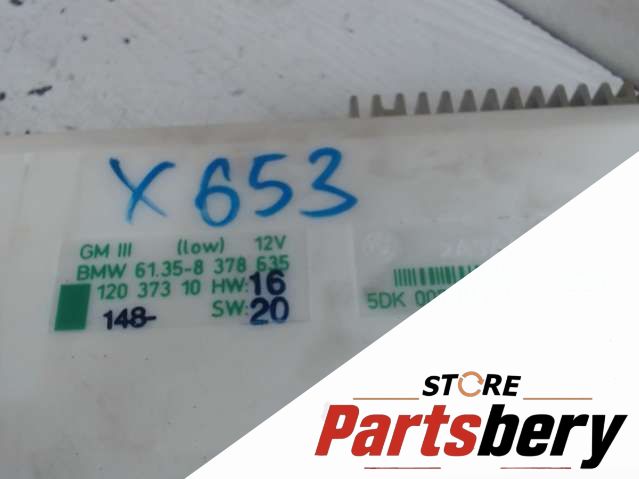 X653
GM III (low) 12V
BMW 61.35-8 378 635
120 373 10 HW: 16
148- SW: 20
5DK 00
STORE
Partsbery